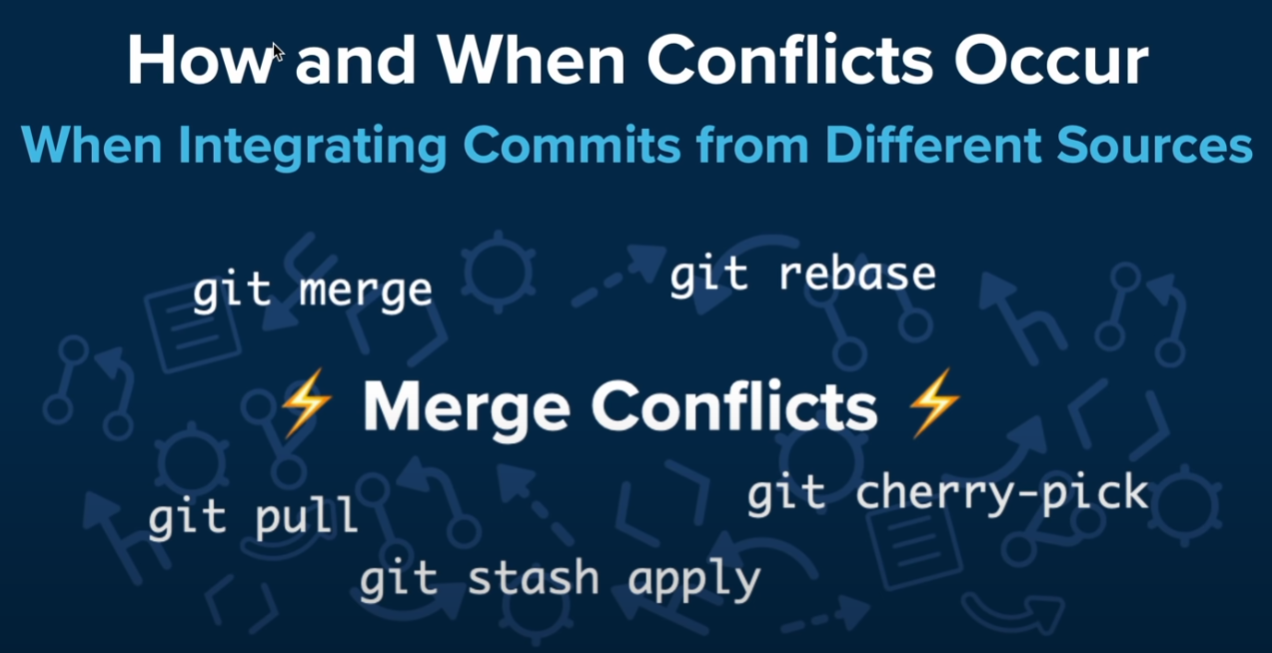 How and When Conflicts Occur
When Integrating Commits from Different Sources
git merge
git rebase
⚡ Merge Conflicts ⚡
git pull
git cherry-pick
git stash apply